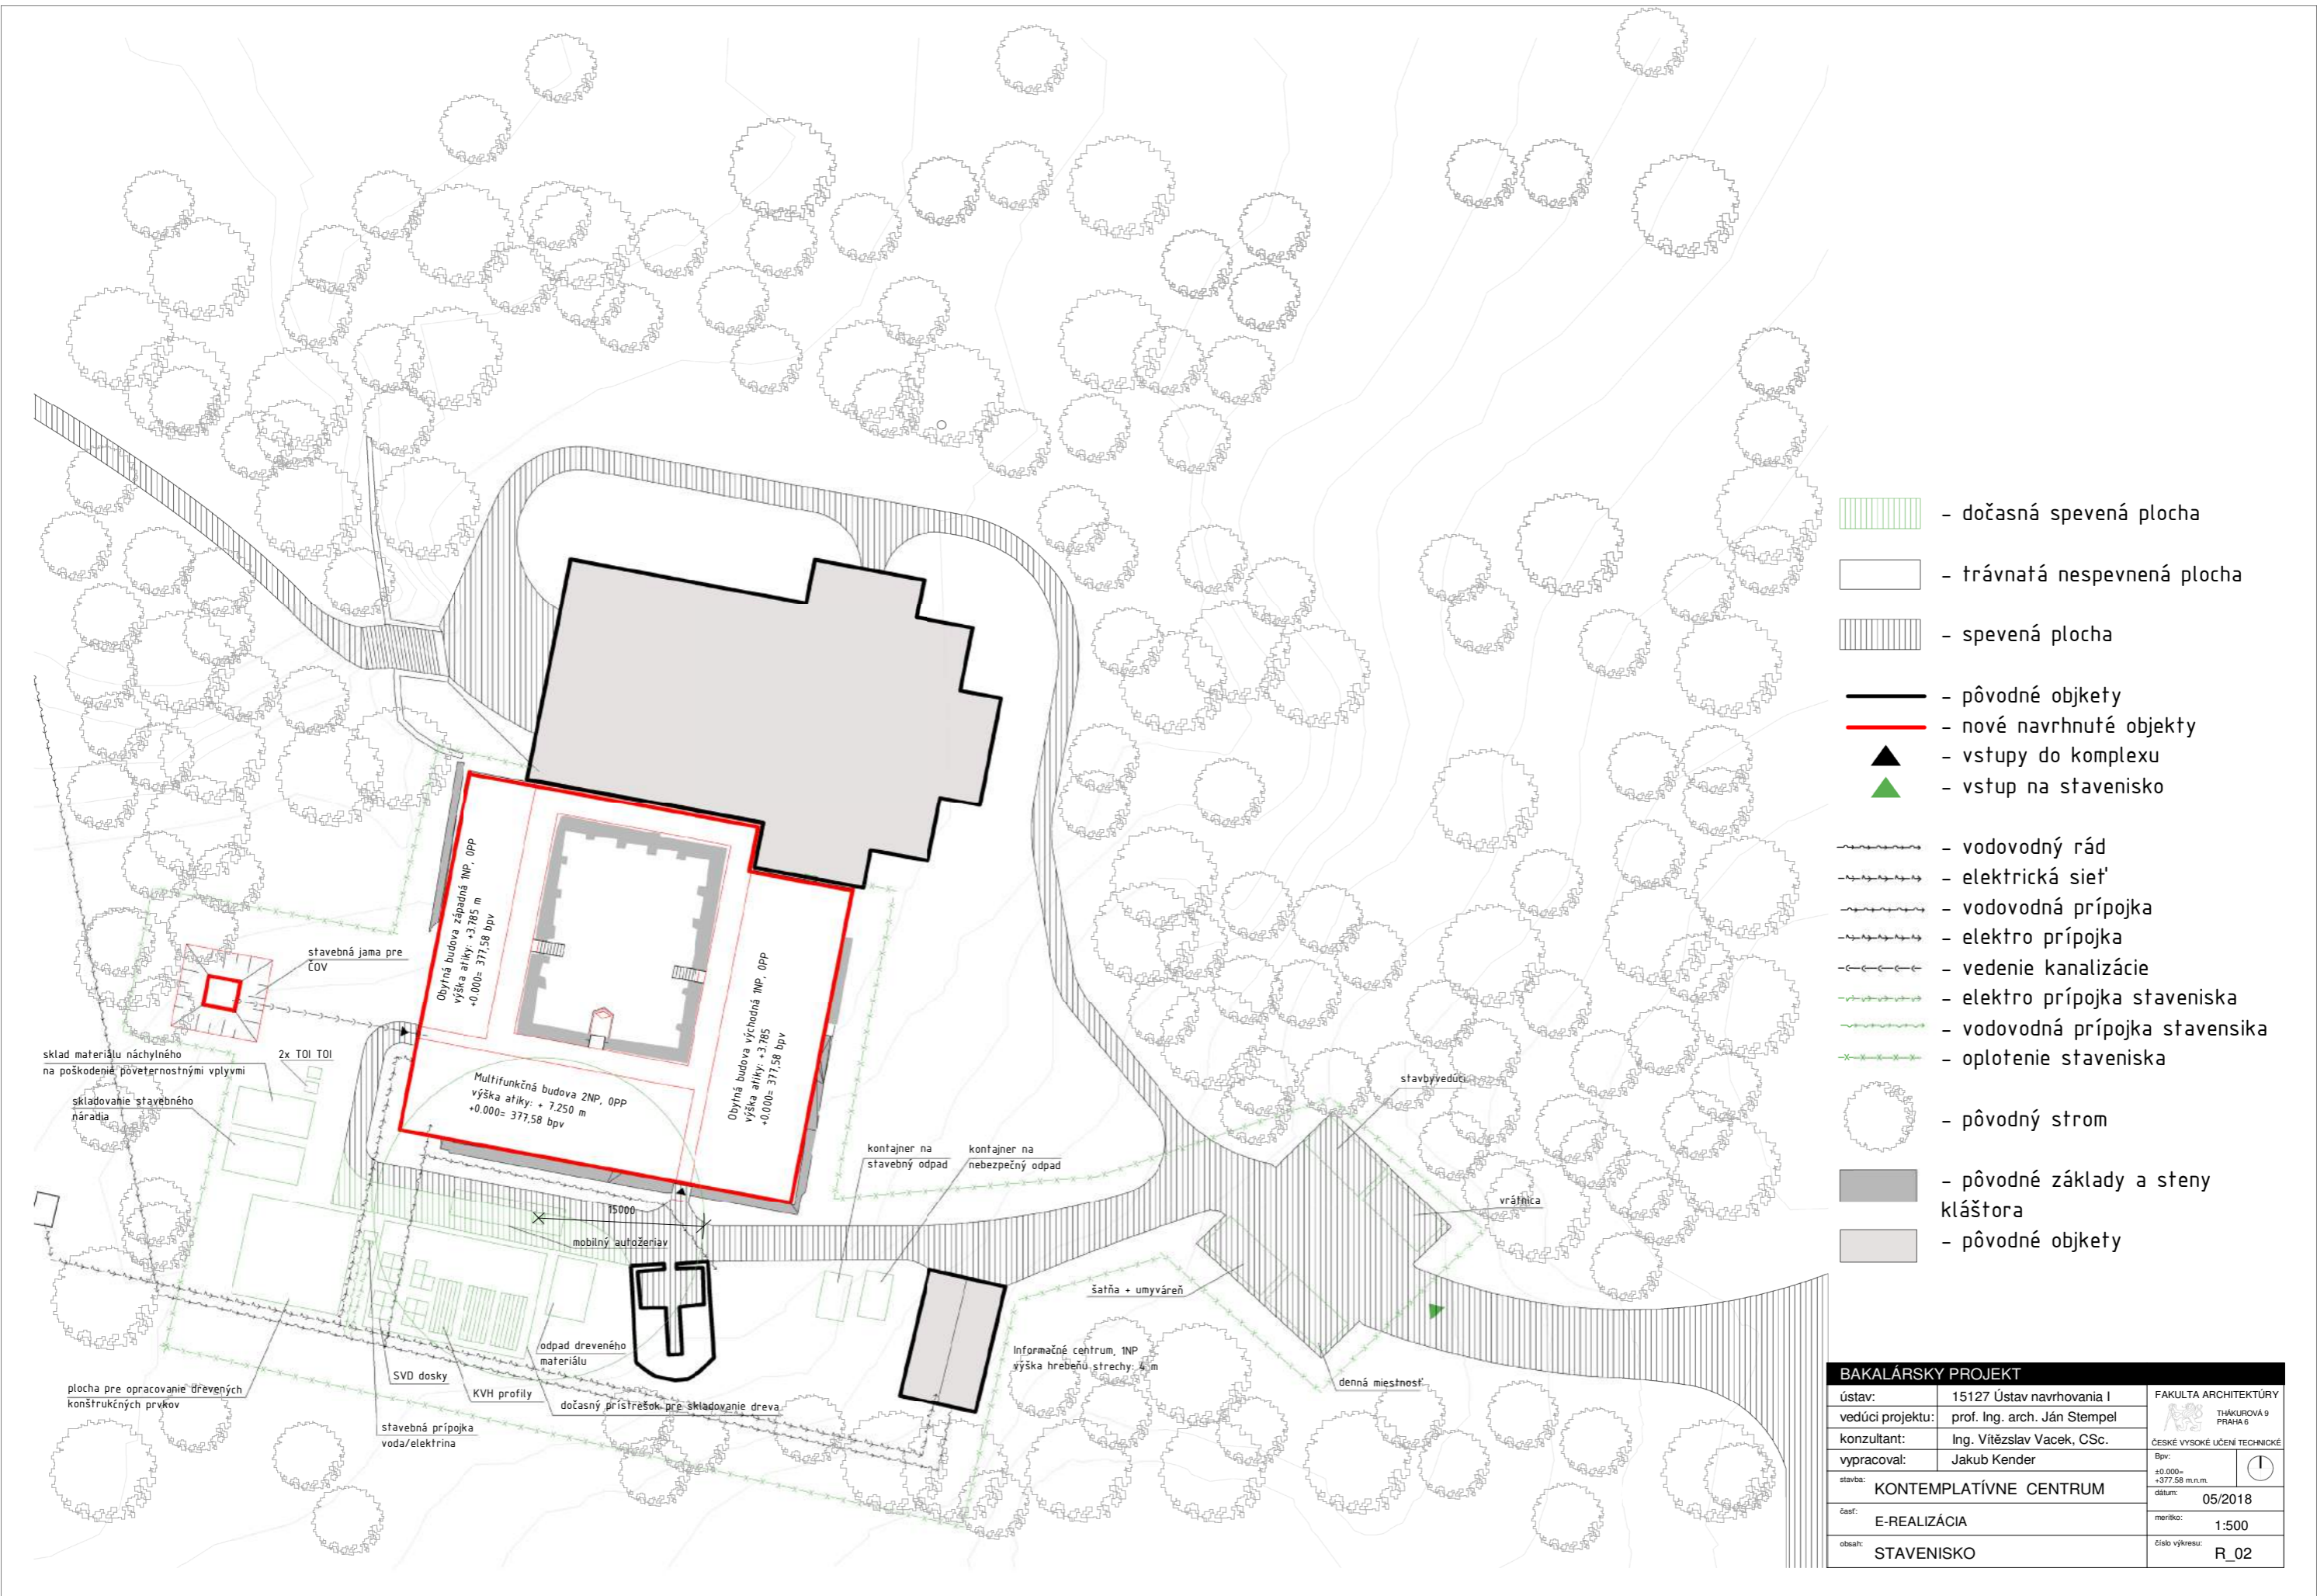 Obytná budova západná 1NP, 0PP
výška atiky: +3.785 m
+0.000= 377,58 bpv
Obytná budova východná 1NP, 0PP
výška atiky: +3.785
+0.000= 377,58 bpv
Multifunkčná budova 2NP, 0PP
výška atiky: + 7.250 m
+0.000= 377,58 bpv
stavebná jama pre
ČOV
sklad materiálu náchylného
na poškodenie poveternostnými vplyvmi
2x TOI TOI
skladovanie stavebného
náradia
kontajner na
stavebný odpad
kontajner na
nebezpečný odpad
stavbyvedúci
vrátnica
15000
mobilný autožeriav
šatňa + umyváreň
denná miestnosť
Informačné centrum, 1NP
výška hrebeňu strechy: 4 m
odpad dreveného
materiálu
SVD dosky
KVH profily
dočasný prístrešok pre skladovanie dreva
plocha pre opracovanie drevených
konštrukčných prvkov
stavebná prípojka
voda/elektrina
- dočasná spevená plocha
- trávnatá nespevnená plocha
- spevená plocha
- pôvodné objkety
- nové navrhnuté objekty
- vstupy do komplexu
- vstup na stavenisko
- vodovodný rád
- elektrická sieť
- vodovodná prípojka
- elektro prípojka
- vedenie kanalizácie
- elektro prípojka staveniska
- vodovodná prípojka stavensika
- oplotenie staveniska
- pôvodný strom
- pôvodné základy a steny
kláštora
- pôvodné objkety
BAKALÁRSKY PROJEKT
ústav: 15127 Ústav navrhovania I
vedúci projektu: prof. Ing. arch. Ján Stempel
konzultant: Ing. Vítězslav Vacek, CSc.
vypracoval: Jakub Kender
stavba: KONTEMPLATÍVNE CENTRUM
časť: E-REALIZÁCIA
obsah: STAVENISKO
FAKULTA ARCHITEKTÚRY
THÁKUROVÁ 9
PRAHA 6
ČESKÉ VYSOKÉ UČENÍ TECHNICKÉ
Bpv:
±0.000=
+377.58 m.n.m.
dátum: 05/2018
meritko: 1:500
číslo výkresu: R_02